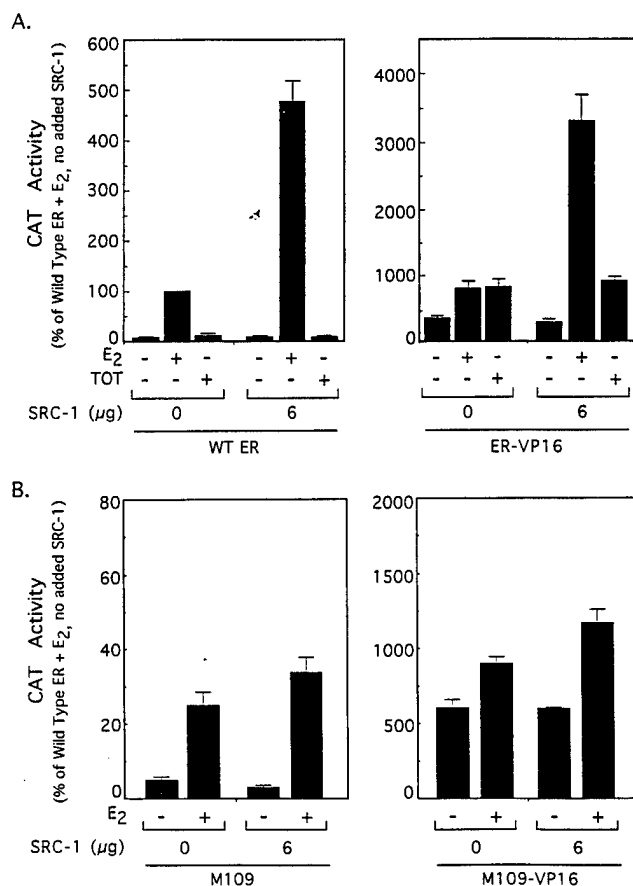 A.
CAT Activity
(% of Wild Type ER + E2, no added SRC-1)
600
500
400
300
200
100
0
4000
3000
2000
1000
0
E2 - + - - + - - + - - + -
TOT - - + - - + - - + - - +
SRC-1 (µg) 0 6 0 6
WT ER ER-VP16
B.
CAT Activity
(% of Wild Type ER + E2, no added SRC-1)
80
60
40
20
0
2000
1500
1000
500
0
E2 - + - + - + - +
SRC-1 (µg) 0 6 0 6
M109 M109-VP16